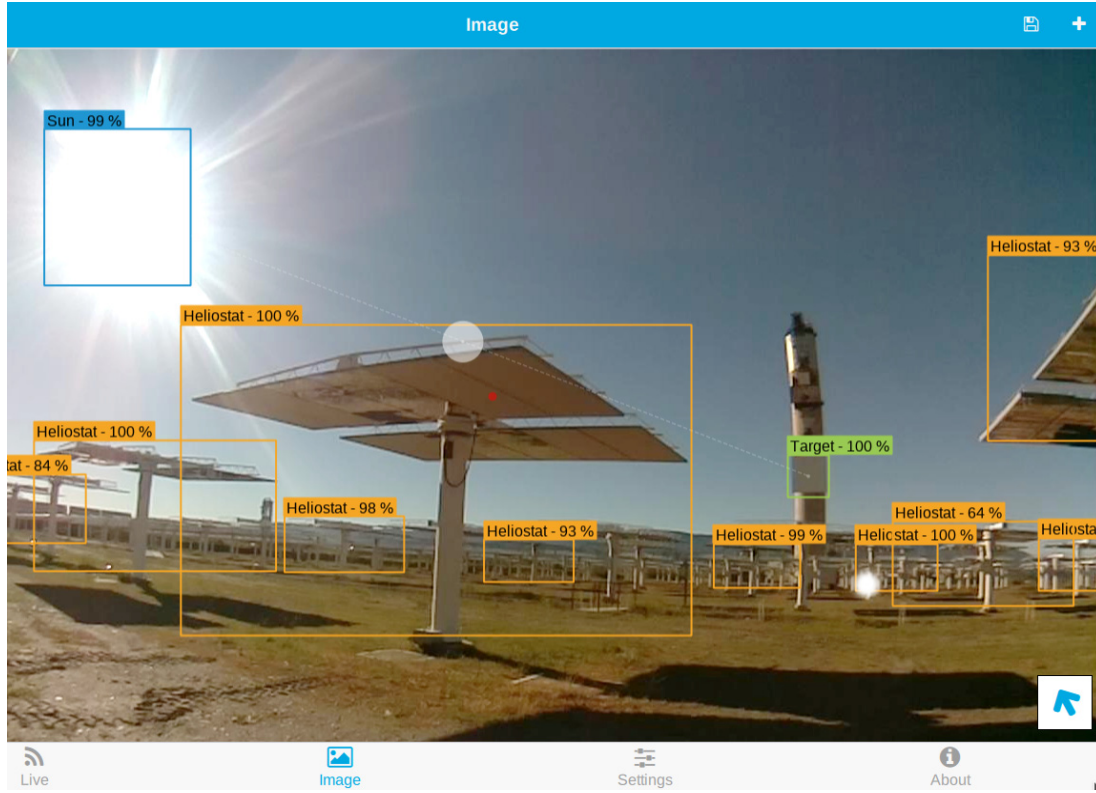 Image
Sun - 99 %
Heliostat - 93 %
Heliostat - 100 %
Heliostat - 100 %
tat - 84 %
Target - 100 %
Heliostat - 98 %
Heliostat - 64 %
Heliostat - 93 %
Heliostat - 99 %
Helio
stat - 100 %
Heliosta
Live
Image
Settings
About